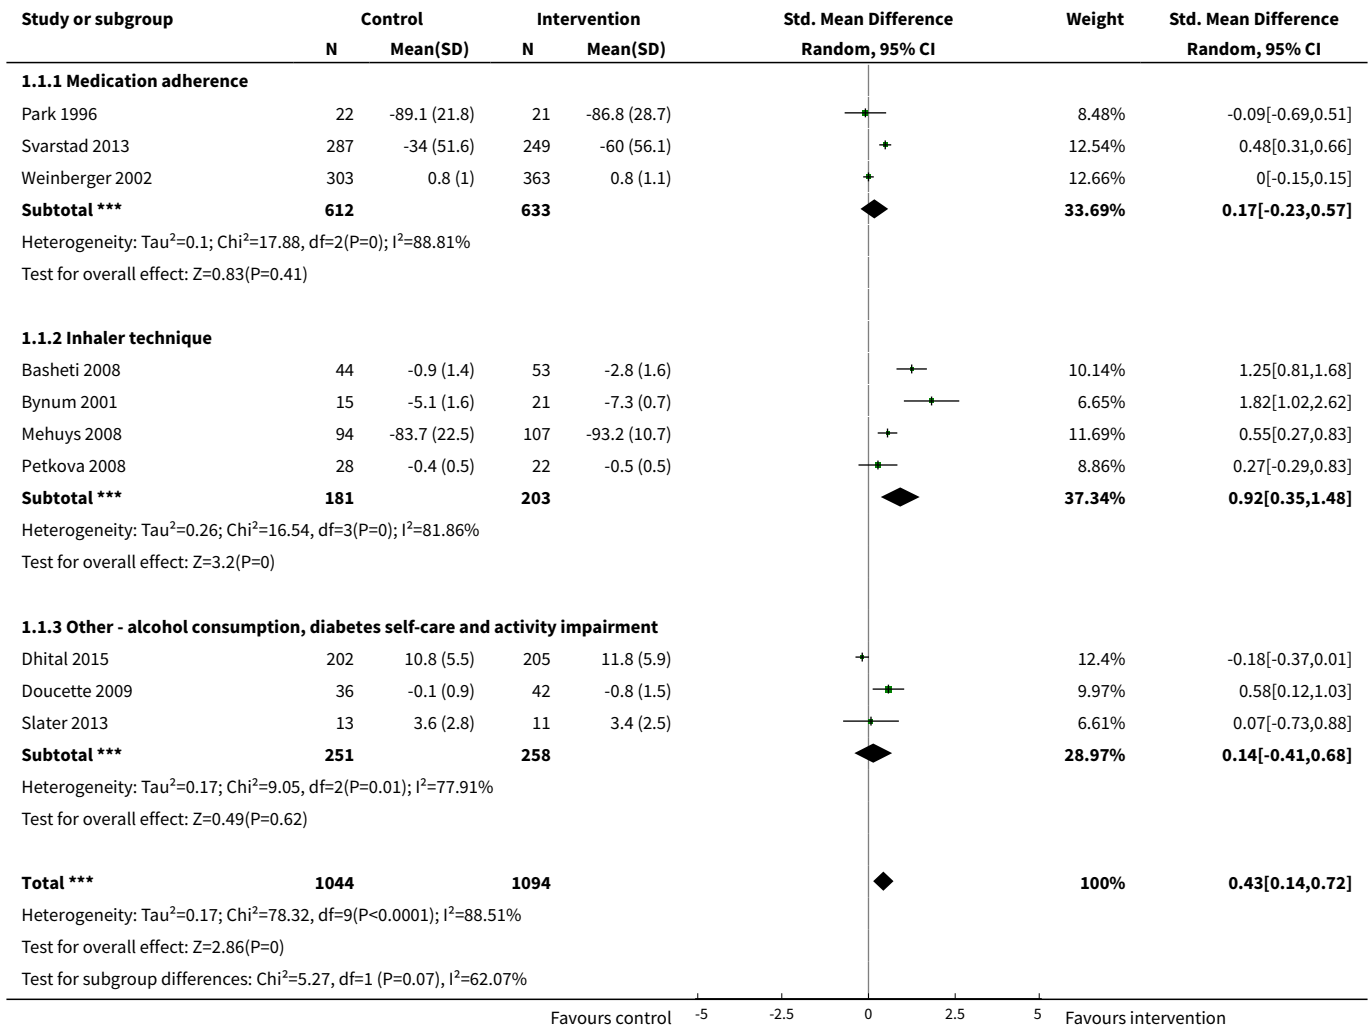 Study or subgroup Control Intervention Std. Mean Difference Weight Std. Mean Difference
N Mean(SD) N Mean(SD) Random, 95% CI Random, 95% CI
1.1.1 Medication adherence
Park 1996 22 -89.1 (21.8) 21 -86.8 (28.7) 8.48% -0.09[-0.69,0.51]
Svarstad 2013 287 -34 (51.6) 249 -60 (56.1) 12.54% 0.48[0.31,0.66]
Weinberger 2002 303 0.8 (1) 363 0.8 (1.1) 12.66% 0[-0.15,0.15]
Subtotal *** 612 633 33.69% 0.17[-0.23,0.57]
Heterogeneity: Tau²=0.1; Chi²=17.88, df=2(P=0); I²=88.81%
Test for overall effect: Z=0.83(P=0.41)
1.1.2 Inhaler technique
Basheti 2008 44 -0.9 (1.4) 53 -2.8 (1.6) 10.14% 1.25[0.81,1.68]
Bynum 2001 15 -5.1 (1.6) 21 -7.3 (0.7) 6.65% 1.82[1.02,2.62]
Mehuys 2008 94 -83.7 (22.5) 107 -93.2 (10.7) 11.69% 0.55[0.27,0.83]
Petkova 2008 28 -0.4 (0.5) 22 -0.5 (0.5) 8.86% 0.27[-0.29,0.83]
Subtotal *** 181 203 37.34% 0.92[0.35,1.48]
Heterogeneity: Tau²=0.26; Chi²=16.54, df=3(P=0); I²=81.86%
Test for overall effect: Z=3.2(P=0)
1.1.3 Other - alcohol consumption, diabetes self-care and activity impairment
Dhital 2015 202 10.8 (5.5) 205 11.8 (5.9) 12.4% -0.18[-0.37,0.01]
Doucette 2009 36 -0.1 (0.9) 42 -0.8 (1.5) 9.97% 0.58[0.12,1.03]
Slater 2013 13 3.6 (2.8) 11 3.4 (2.5) 6.61% 0.07[-0.73,0.88]
Subtotal *** 251 258 28.97% 0.14[-0.41,0.68]
Heterogeneity: Tau²=0.17; Chi²=9.05, df=2(P=0.01); I²=77.91%
Test for overall effect: Z=0.49(P=0.62)
Total *** 1044 1094 100% 0.43[0.14,0.72]
Heterogeneity: Tau²=0.17; Chi²=78.32, df=9(P<0.0001); I²=88.51%
Test for overall effect: Z=2.86(P=0)
Test for subgroup differences: Chi²=5.27, df=1 (P=0.07), I²=62.07%
Favours control -5 -2.5 0 2.5 5 Favours intervention